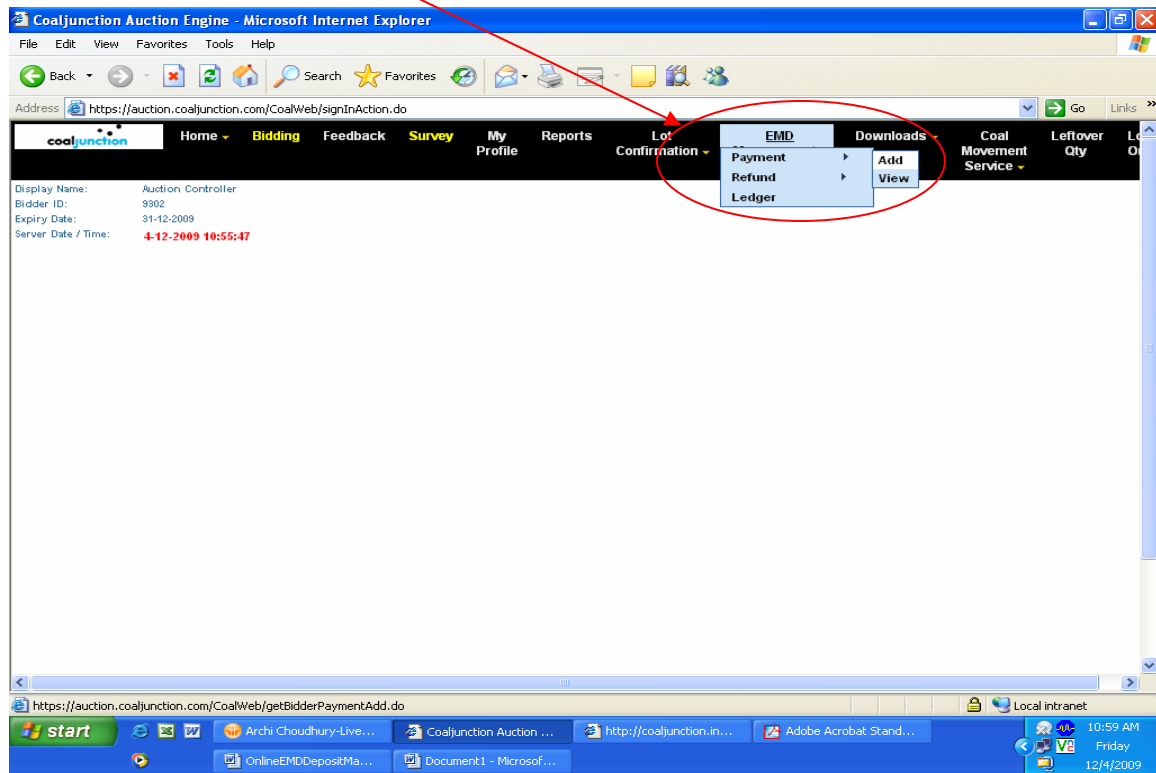 Coaljunction Auction Engine - Microsoft Internet Explorer
File Edit View Favorites Tools Help
Back Search Favorites
Address https://auction.coaljunction.com/CoalWeb/signInAction.do Go Links »
coaljunction Home Bidding Feedback Survey My Profile Reports Lot Confirmation EMD Downloads Coal Movement Service Leftover Qty
Payment Add
Refund View
Ledger
Display Name: Auction Controller
Bidder ID: 9302
Expiry Date: 31-12-2009
Server Date / Time: 4-12-2009 10:55:47
https://auction.coaljunction.com/CoalWeb/getBidderPaymentAdd.do Local intranet
start Archi Choudhury-Live... Coaljunction Auction ... http://coaljunction.in... Adobe Acrobat Stand... 10:59 AM
Friday
OnlineEMDDepositMa... Document1 - Microsof... 12/4/2009